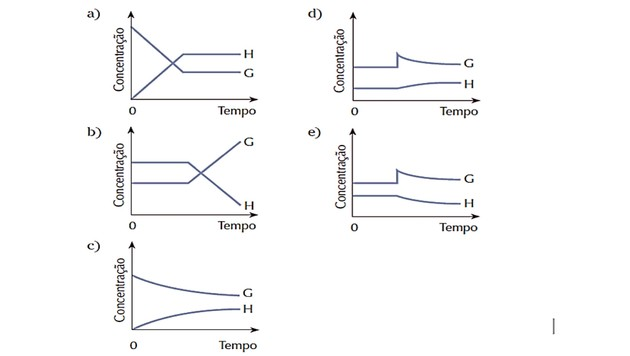 a)
Concentração
H
G
0
Tempo
b)
Concentração
G
H
0
Tempo
c)
Concentração
G
H
0
Tempo
d)
Concentração
G
H
0
Tempo
e)
Concentração
G
H
0
Tempo